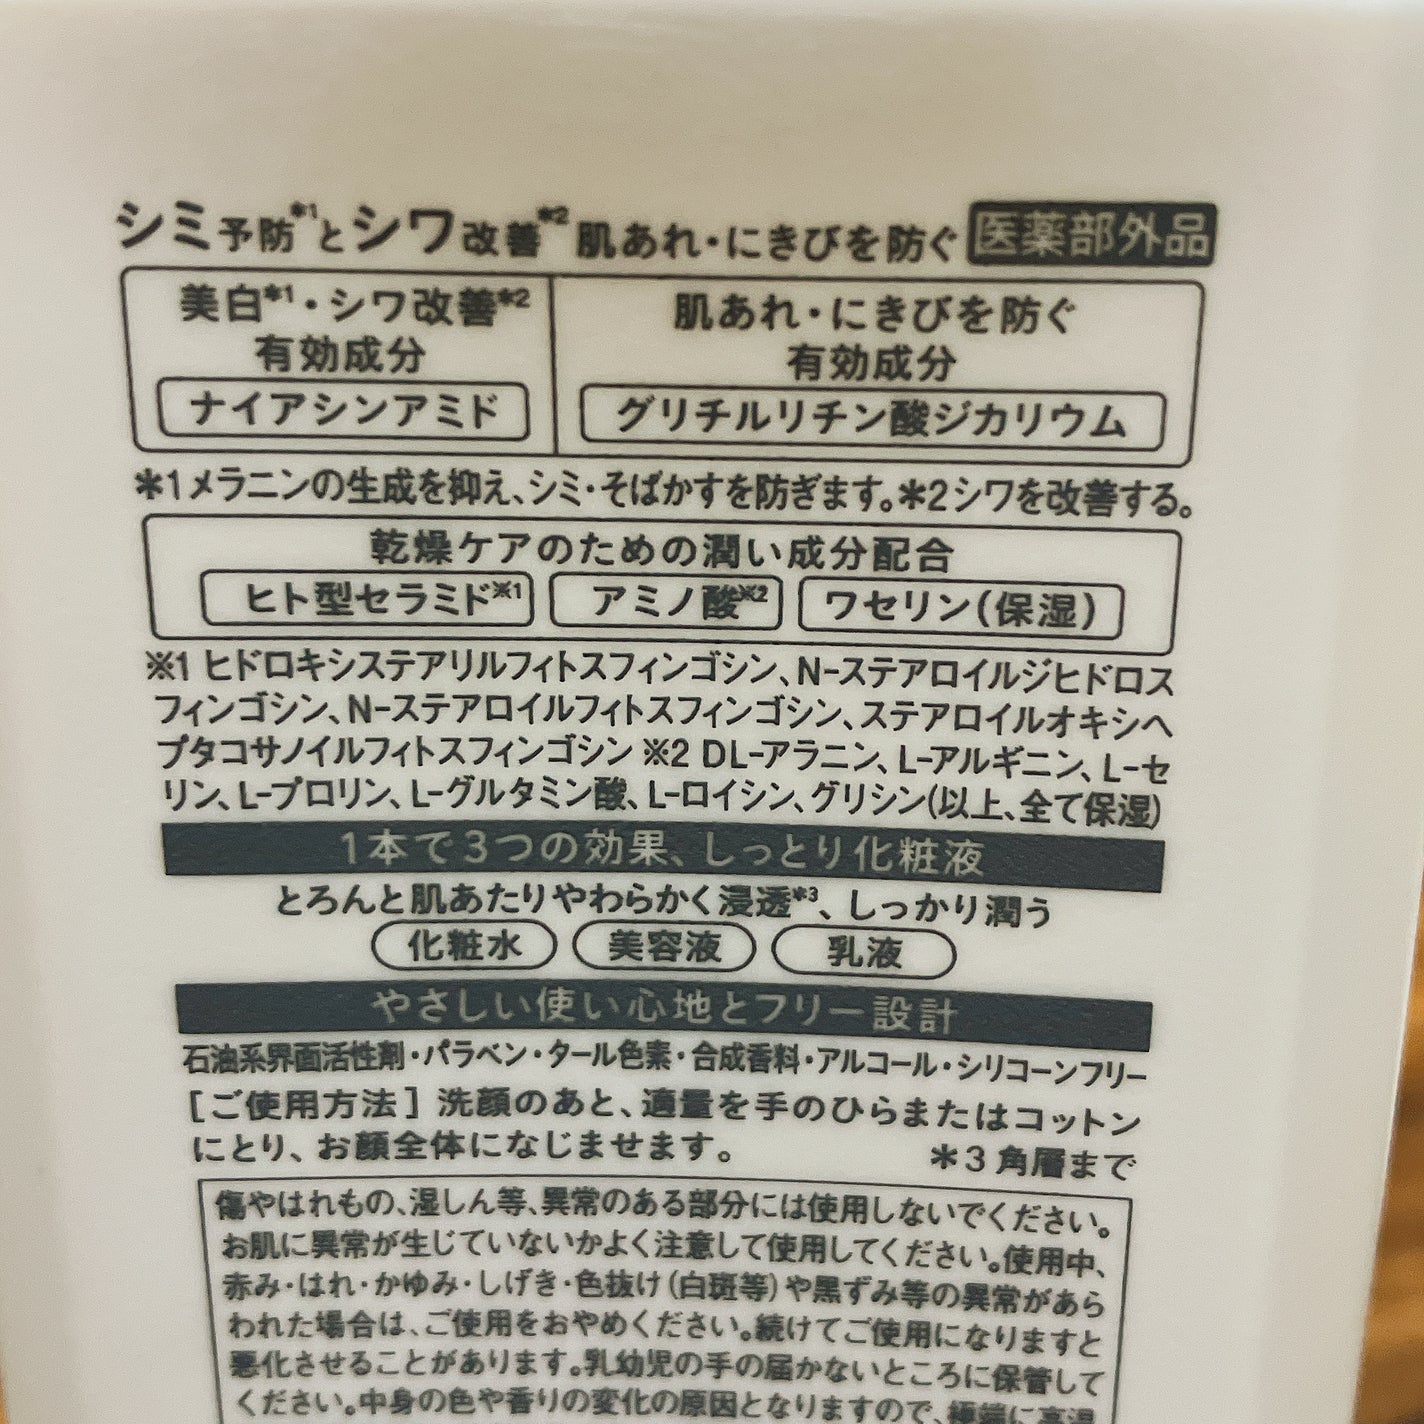 シミ予防*1とシワ改善*2 肌あれ・にきびを防ぐ 医薬部外品
美白*1・シワ改善*2
有効成分
ナイアシンアミド
肌あれ・にきびを防ぐ
有効成分
グリチルリチン酸ジカリウム
*1メラニンの生成を抑え、シミ・そばかすを防ぎます。*2シワを改善する。
乾燥ケアのための潤い成分配合
ヒト型セラミド※1 アミノ酸※2 ワセリン(保湿)
※1 ヒドロキシステアリルフィトスフィンゴシン、N-ステアロイルジヒドロス
フィンゴシン、N-ステアロイルフィトスフィンゴシン、ステアロイルオキシヘ
プタコサノイルフィトスフィンゴシン ※2 DL-アラニン、L-アルギニン、L-セ
リン、L-プロリン、L-グルタミン酸、L-ロイシン、グリシン(以上、全て保湿)
1本で3つの効果、しっとり化粧液
とろんと肌あたりやわらかく浸透*3、しっかり潤う
化粧水 美容液 乳液
やさしい使い心地とフリー設計
石油系界面活性剤・パラベン・タール色素・合成香料・アルコール・シリコーンフリー
[ご使用方法] 洗顔のあと、適量を手のひらまたはコットン
にとり、お顔全体になじませます。 *3 角層まで
傷やはれもの、湿しん等、異常のある部分には使用しないでください。
お肌に異常が生じていないかよく注意して使用してください。使用中、
赤み・はれ・かゆみ・しげき・色抜け(白斑等)や黒ずみ等の異常があら
われた場合は、ご使用をおやめください。続けてご使用になりますと
悪化させることがあります。乳幼児の手の届かないところに保管して
ください。中身の色や香りの変化の原因となりますので、極端に高温